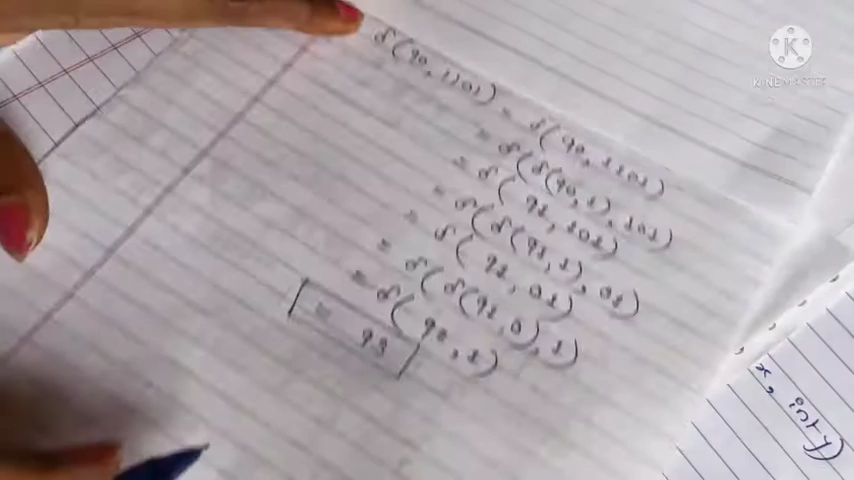 δ(q0, 1101) = δ(q0, 1101)
= δ(δ(q0, 1), 101)
= δ(q1, 101)
= δ(δ(q1, 1), 01)
= δ(q1, 01)
= δ(δ(q1, 0), 1)
= δ(q2, 1)
= q3
K
KINEMASTER